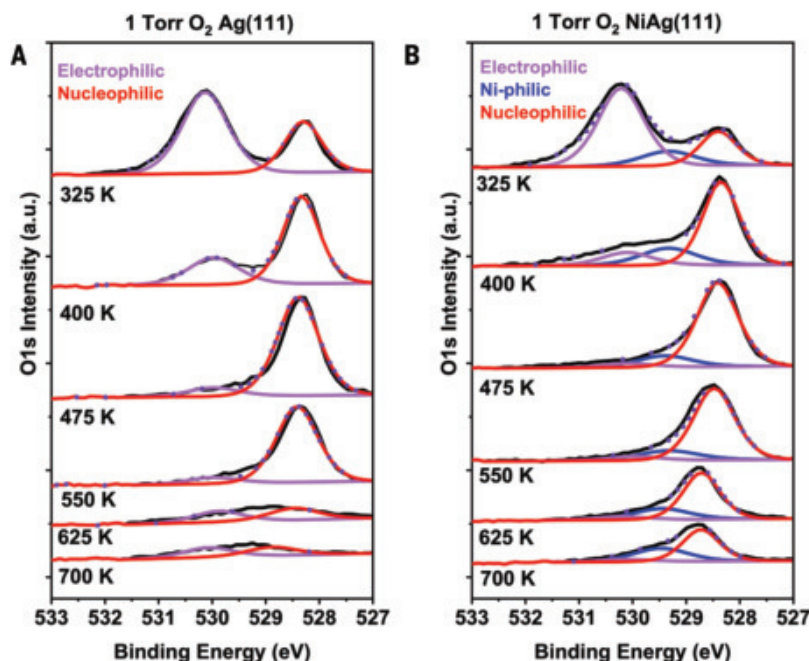 1 Torr O₂ Ag(111)
A
Electrophilic
Nucleophilic
325 K
400 K
475 K
550 K
625 K
700 K
O1s Intensity (a.u.)
533 532 531 530 529 528 527
Binding Energy (eV)
1 Torr O₂ NiAg(111)
B
Electrophilic
Ni-philic
Nucleophilic
325 K
400 K
475 K
550 K
625 K
700 K
O1s Intensity (a.u.)
533 532 531 530 529 528 527
Binding Energy (eV)